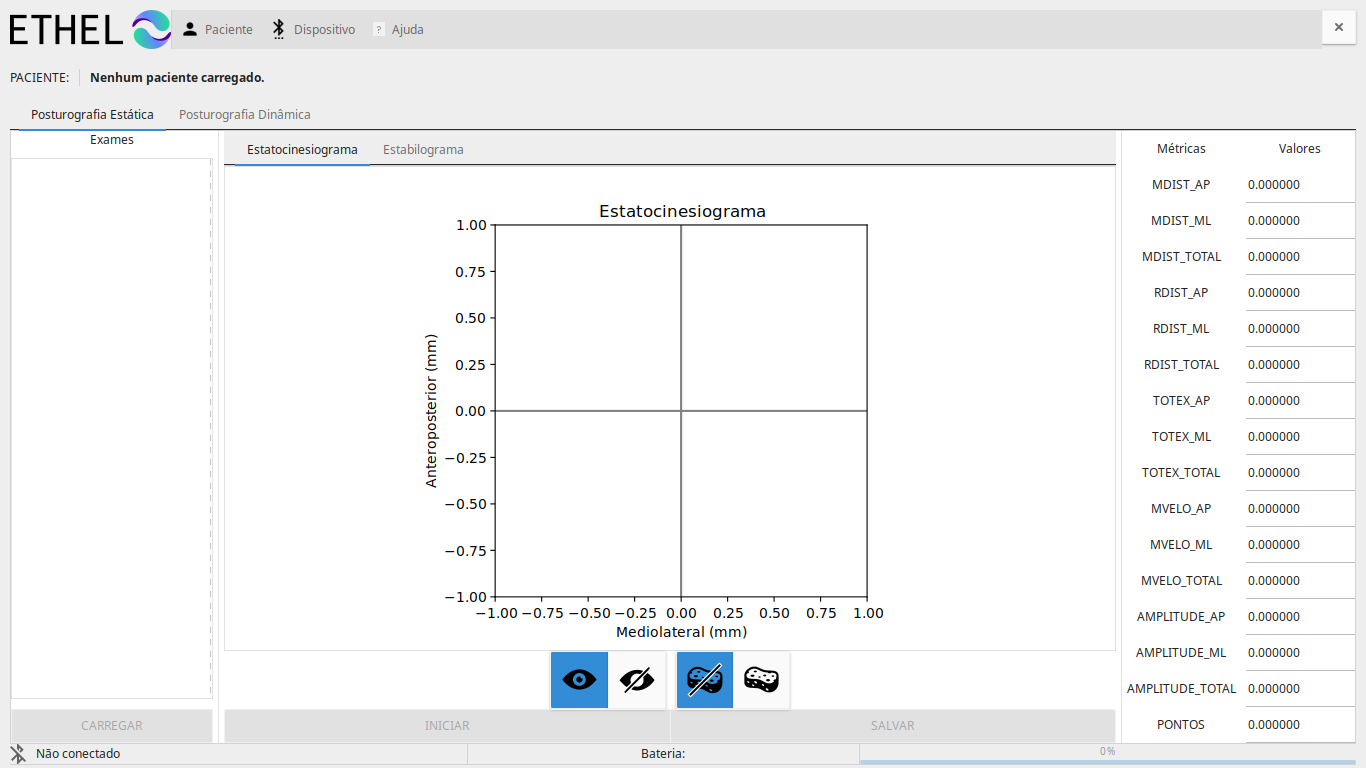 ETHEL Paciente Dispositivo ? Ajuda ×
PACIENTE: Nenhum paciente carregado.
Posturografia Estática Posturografia Dinâmica
Exames
CARREGAR
Estatocinesiograma Estabilograma
Estatocinesiograma
1.00
0.75
0.50
0.25
0.00
−0.25
−0.50
−0.75
−1.00
Anteroposterior (mm)
−1.00 −0.75 −0.50 −0.25 0.00 0.25 0.50 0.75 1.00
Mediolateral (mm)
INICIAR SALVAR
Métricas Valores
MDIST_AP 0.000000
MDIST_ML 0.000000
MDIST_TOTAL 0.000000
RDIST_AP 0.000000
RDIST_ML 0.000000
RDIST_TOTAL 0.000000
TOTEX_AP 0.000000
TOTEX_ML 0.000000
TOTEX_TOTAL 0.000000
MVELO_AP 0.000000
MVELO_ML 0.000000
MVELO_TOTAL 0.000000
AMPLITUDE_AP 0.000000
AMPLITUDE_ML 0.000000
AMPLITUDE_TOTAL 0.000000
PONTOS 0.000000
Não conectado Bateria: 0%